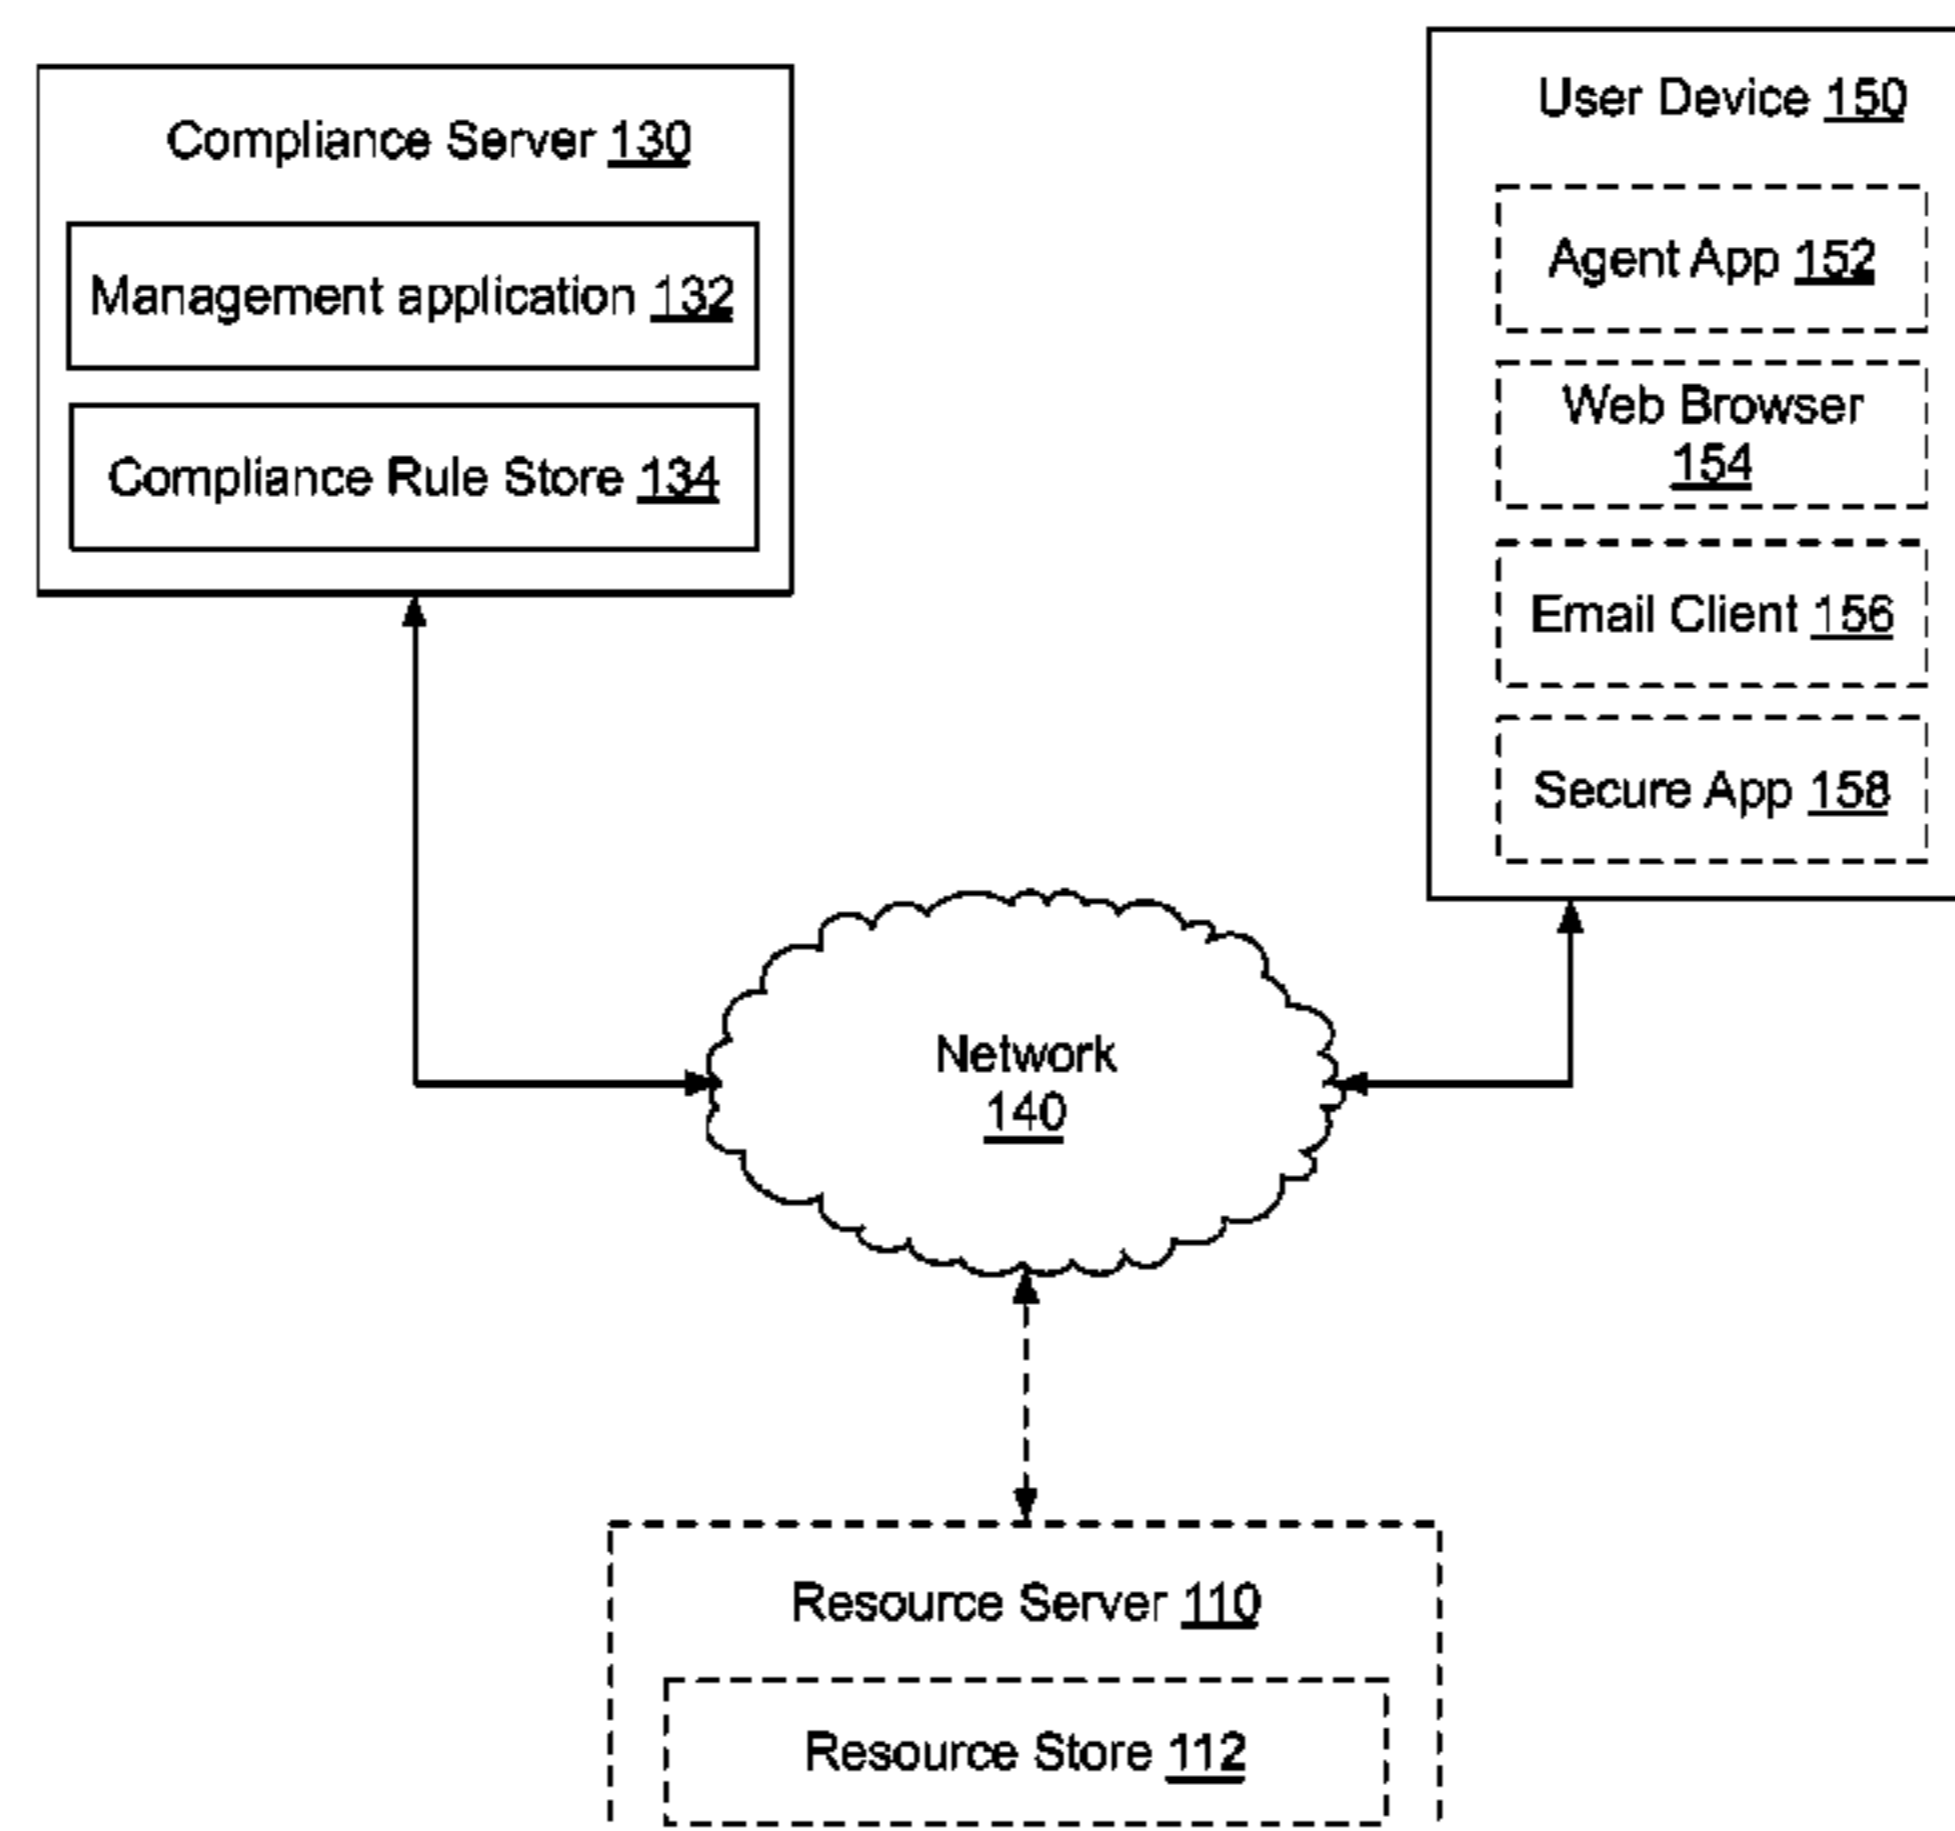 Compliance Server 130
Management application 132
Compliance Rule Store 134
User Device 150
Agent App 152
Web Browser
154
Email Client 156
Secure App 158
Network
140
Resource Server 110
Resource Store 112